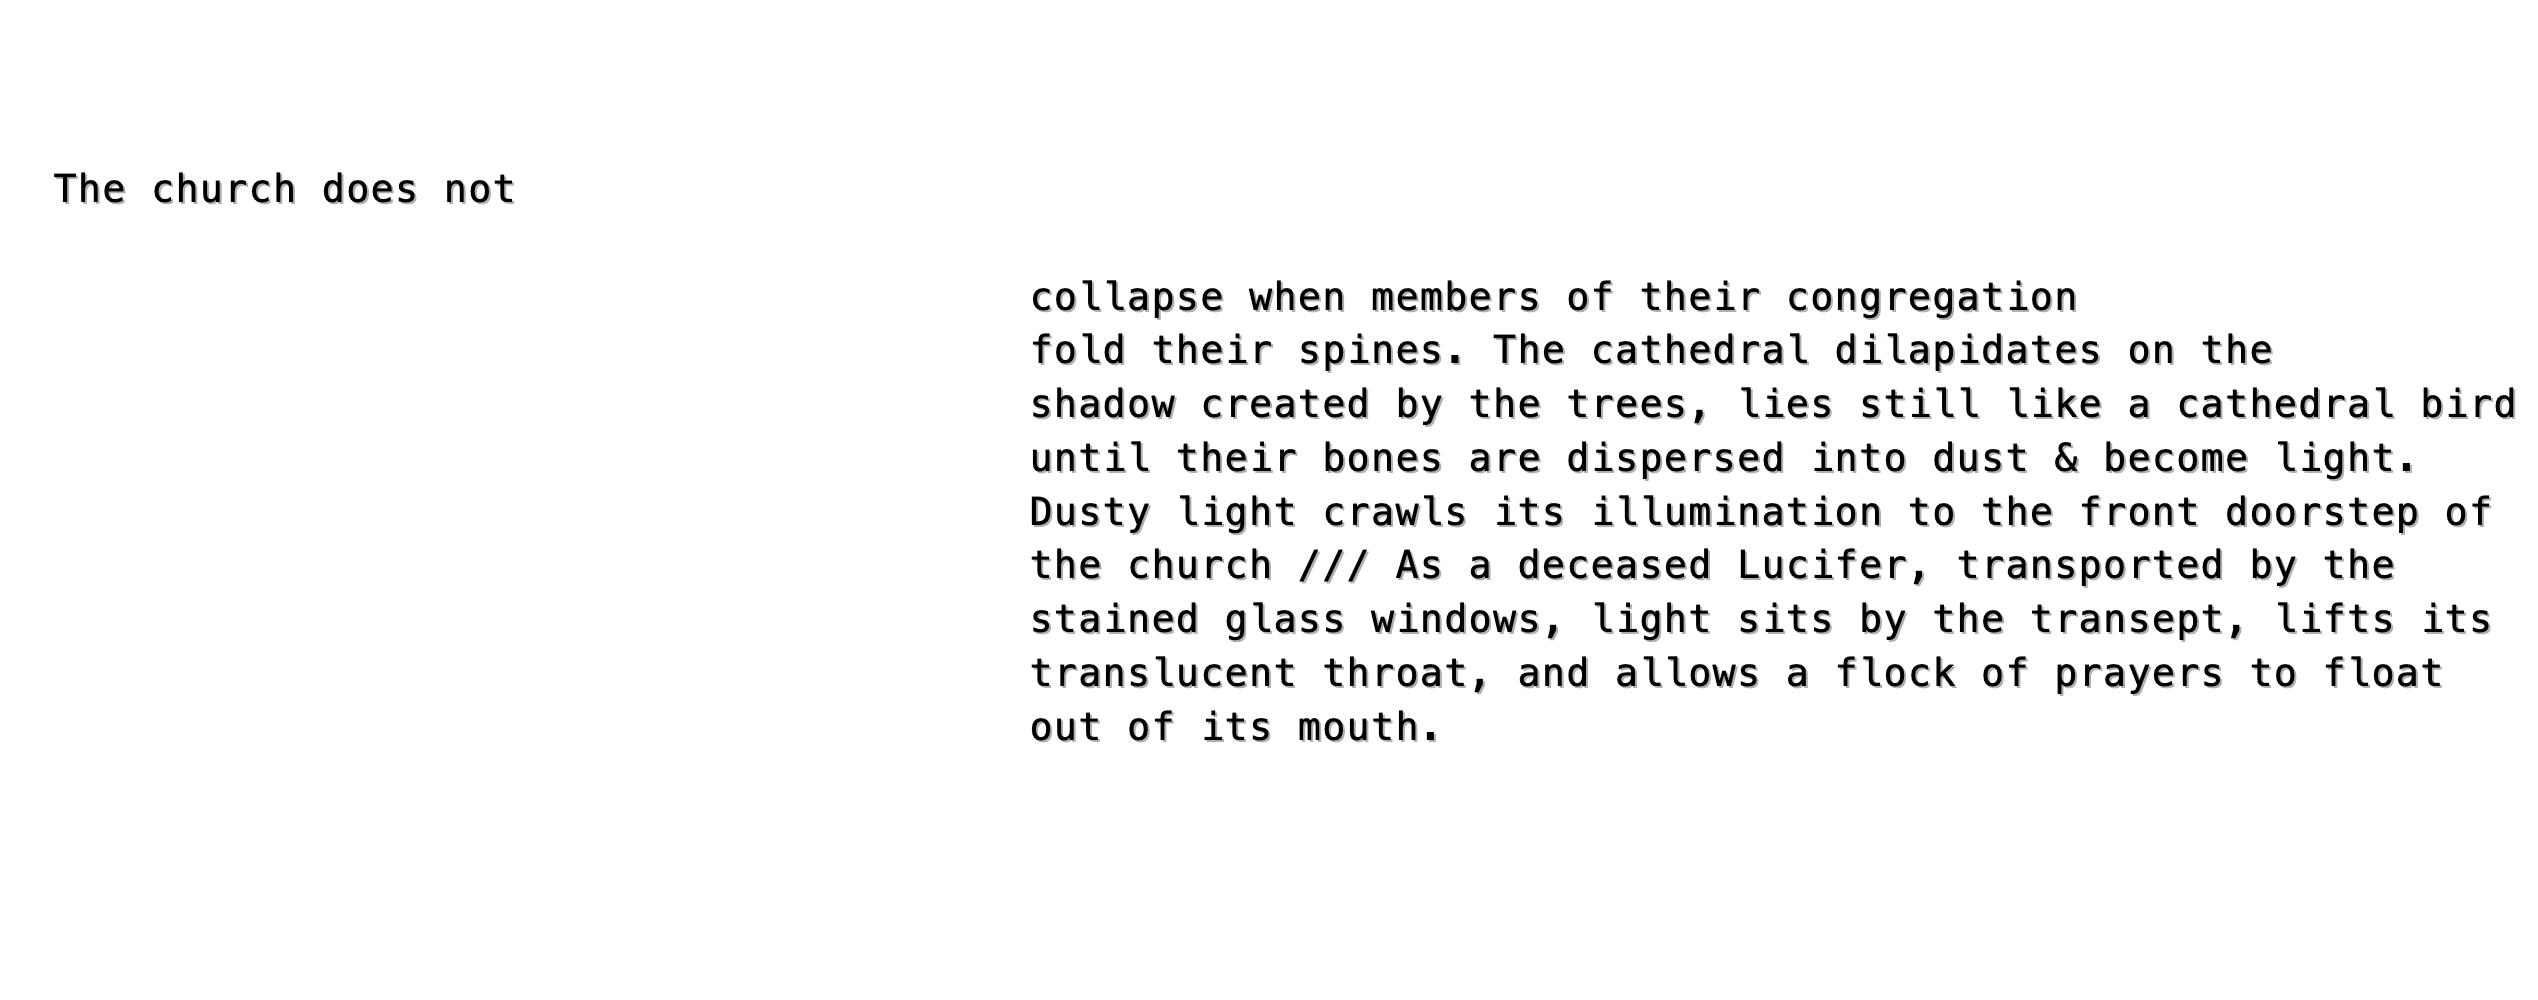 The church does not
collapse when members of their congregation
fold their spines. The cathedral dilapidates on the
shadow created by the trees, lies still like a cathedral bird
until their bones are dispersed into dust & become light.
Dusty light crawls its illumination to the front doorstep of
the church /// As a deceased Lucifer, transported by the
stained glass windows, light sits by the transept, lifts its
translucent throat, and allows a flock of prayers to float
out of its mouth.